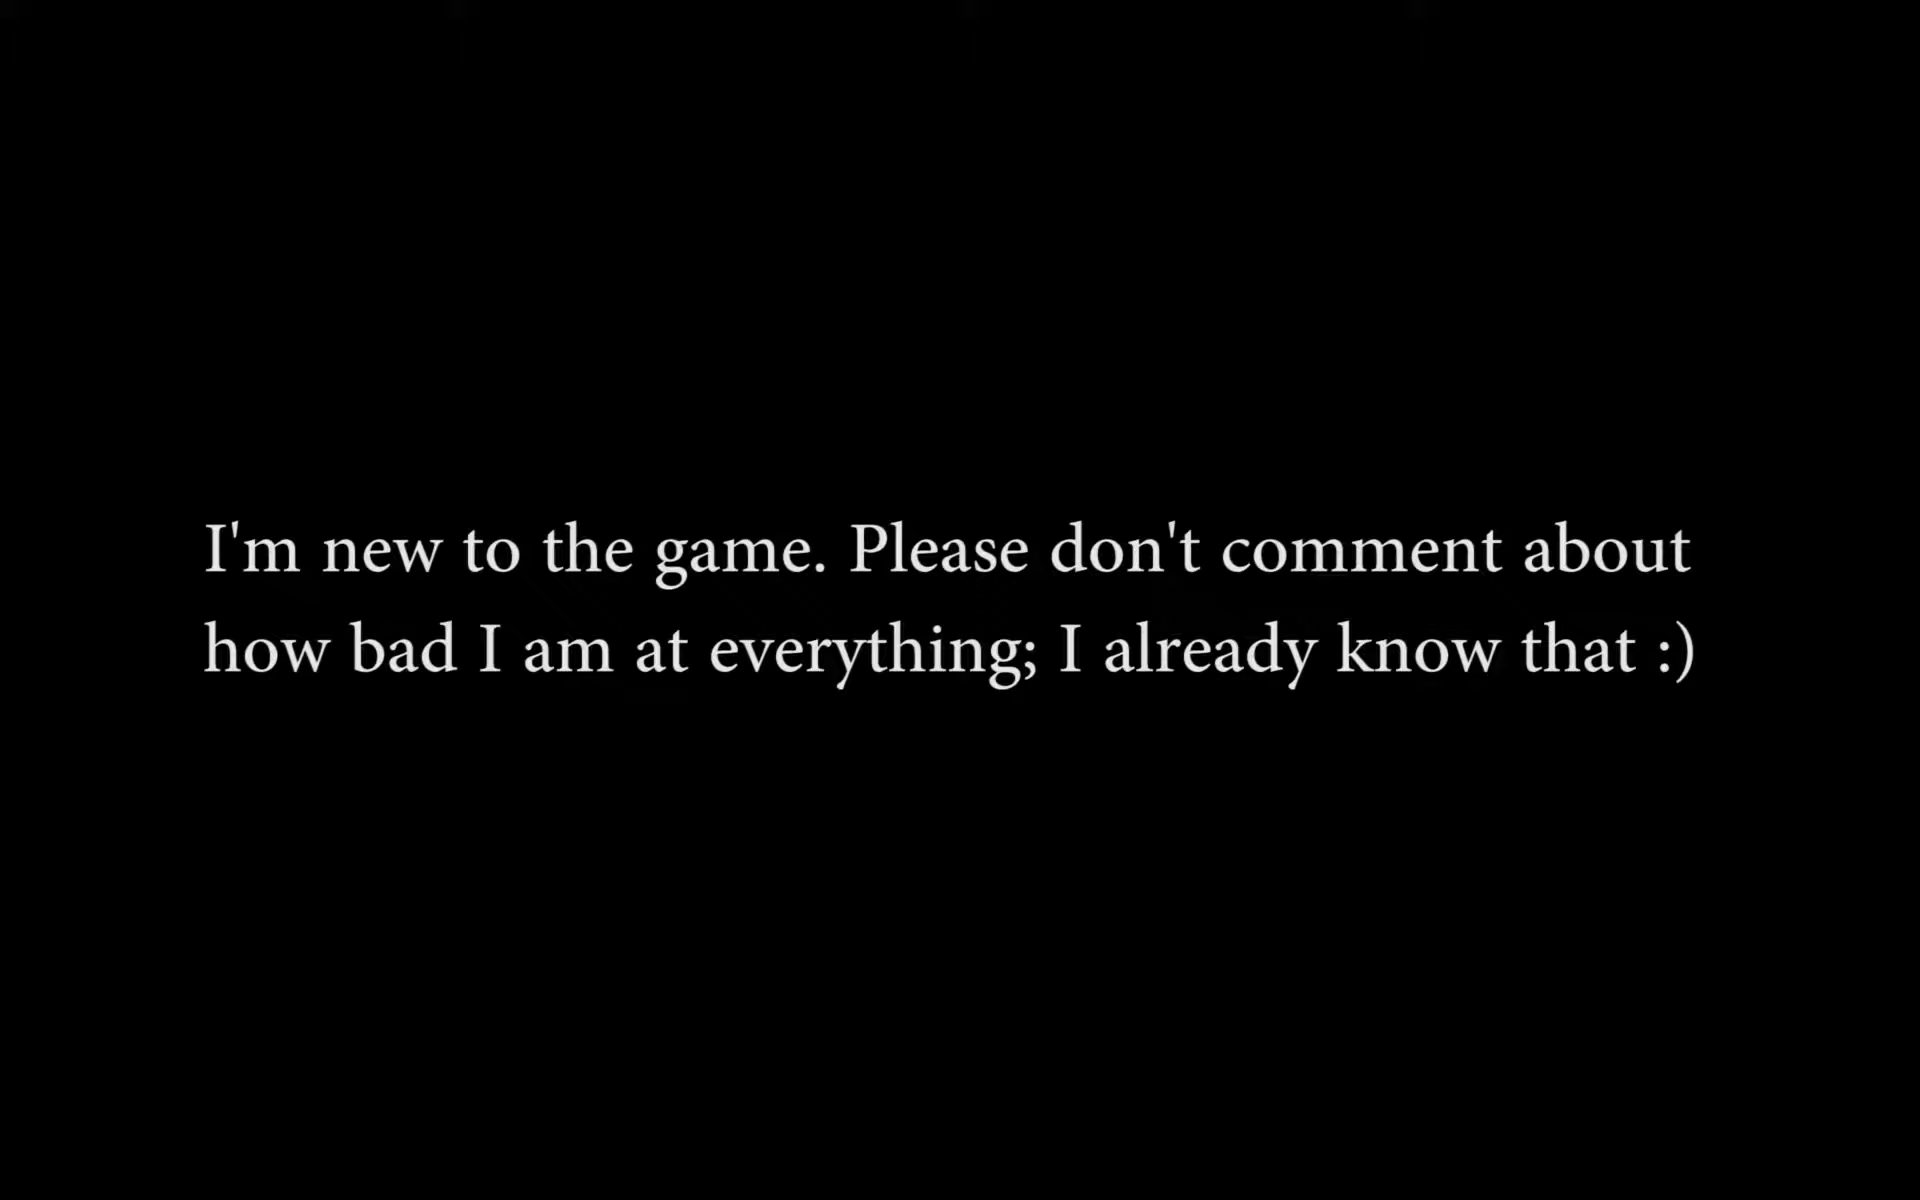 I'm new to the game. Please don't comment about
how bad I am at everything; I already know that :)